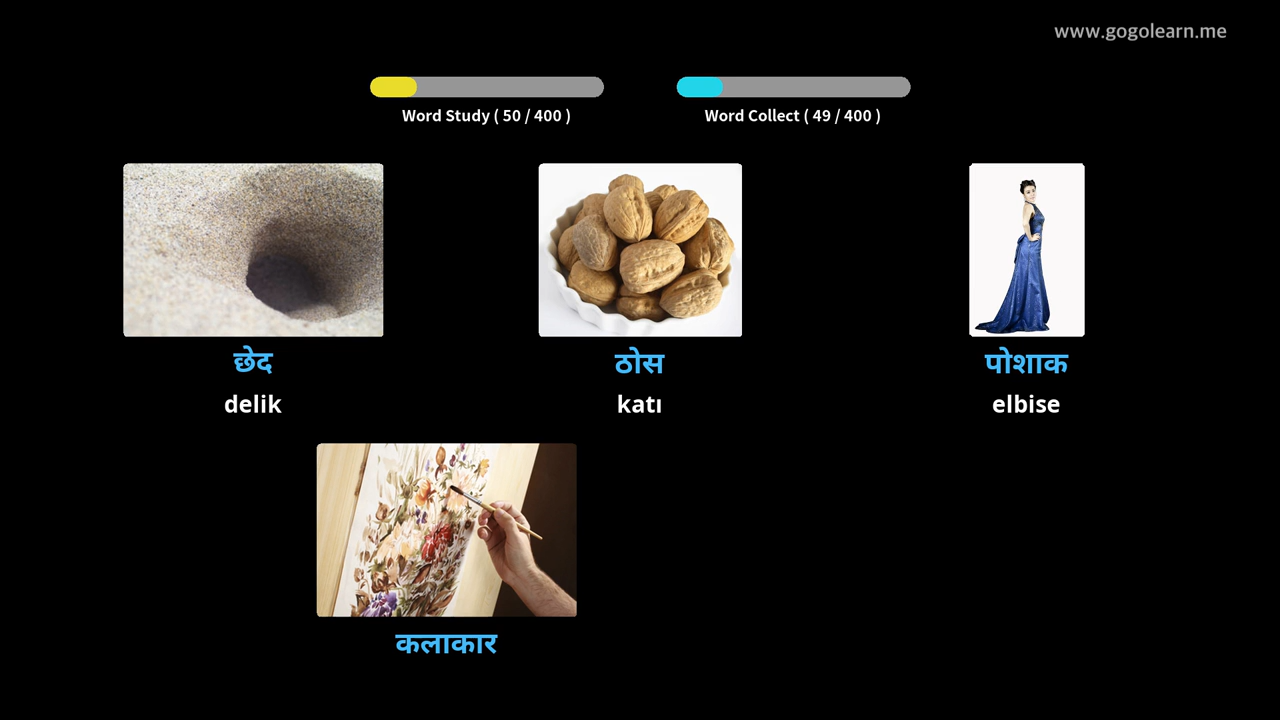 www.gogolearn.me
Word Study ( 50 / 400 )
Word Collect ( 49 / 400 )
छेद
ठोस
पोशाक
delik
katı
elbise
कलाकार